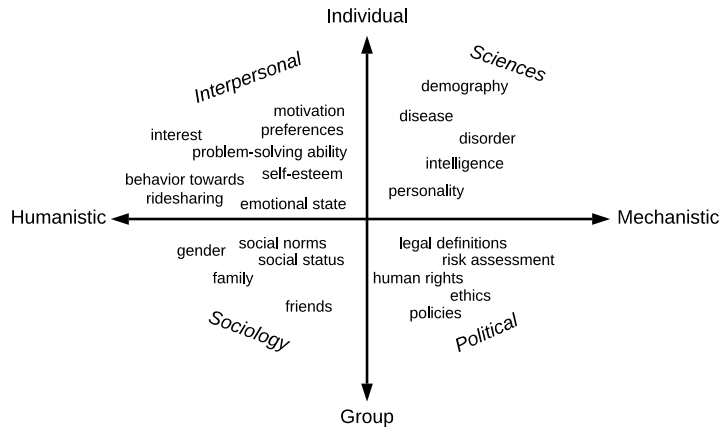 Individual
Interpersonal
Sciences
demography
motivation
disease
preferences
interest
disorder
problem-solving ability
intelligence
self-esteem
behavior towards
ridesharing
personality
emotional state
Humanistic
Mechanistic
social norms
legal definitions
gender
social status
risk assessment
family
human rights
ethics
friends
policies
Sociology
Political
Group